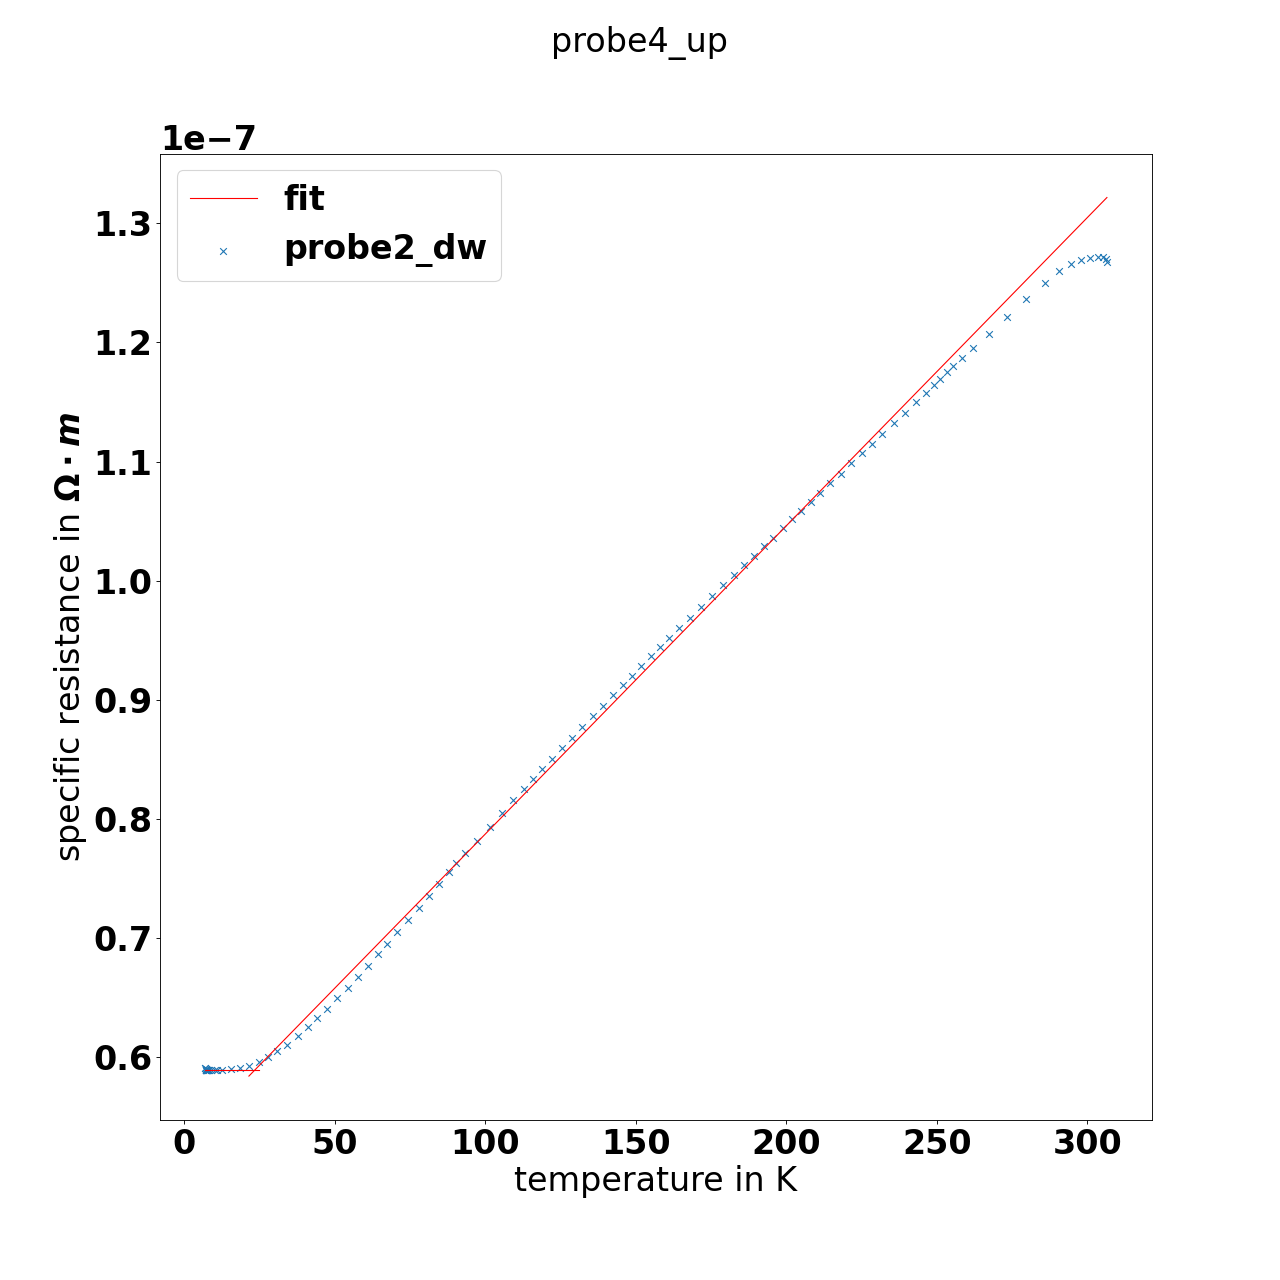 probe4_up
1e−7
fit
probe2_dw
1.3
1.2
1.1
1.0
0.9
0.8
0.7
0.6
specific resistance in Ω · m
0 50 100 150 200 250 300
temperature in K